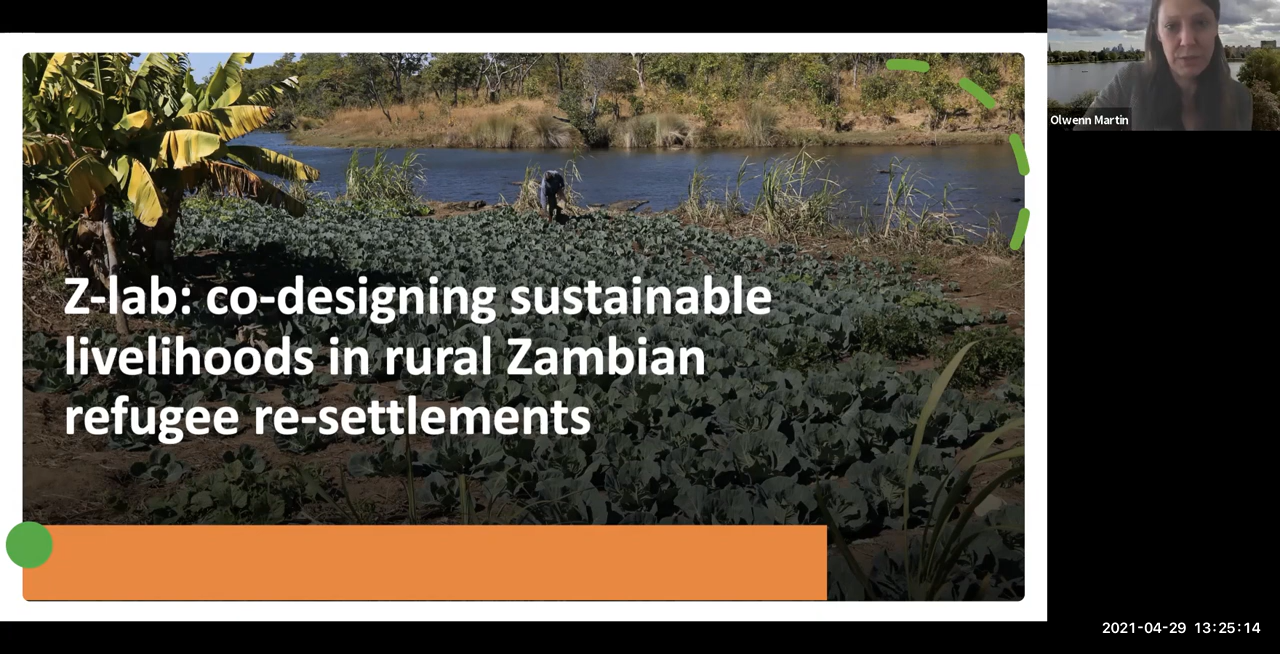 Z-lab: co-designing sustainable
livelihoods in rural Zambian
refugee re-settlements
Olwenn Martin
2021-04-29 13:25:14